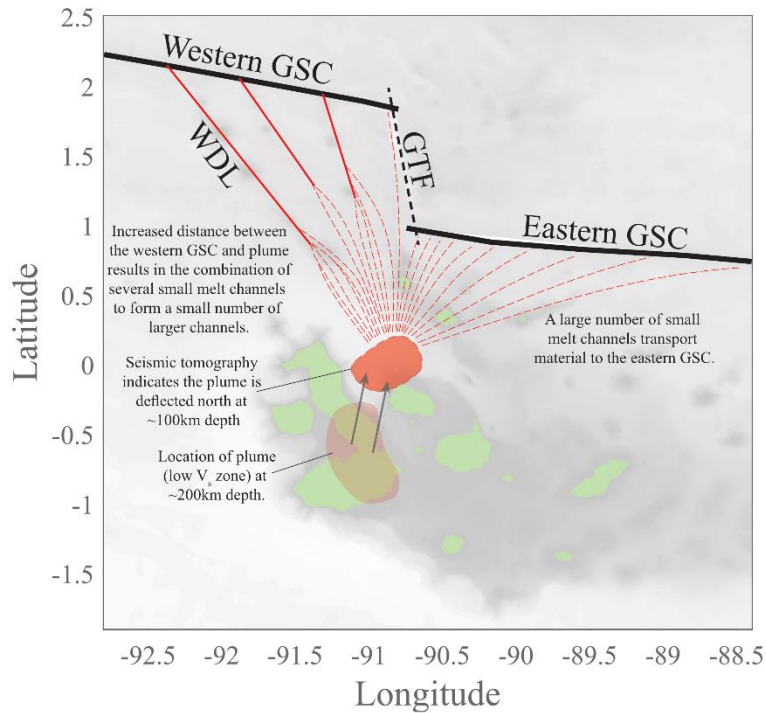 2.5
Western GSC
2
GTF
WDL
1.5
Increased distance between
the western GSC and plume
results in the combination of
several small melt channels
to form a small number of
larger channels.
1
Eastern GSC
Latitude
0.5
A large number of small
melt channels transport
material to the eastern GSC.
Seismic tomography
indicates the plume is
deflected north at
~100km depth
0
-0.5
Location of plume
(low Vs zone) at
~200km depth.
-1
-1.5
-92.5 -92 -91.5 -91 -90.5 -90 -89.5 -89 -88.5
Longitude